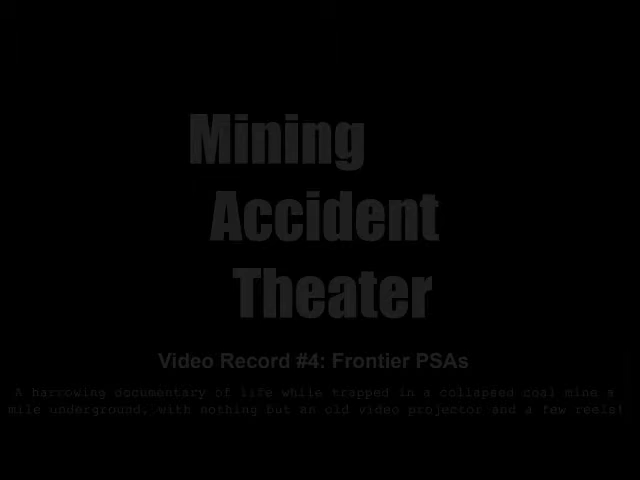 Mining
Accident
Theater
Video Record #4: Frontier PSAs
A harrowing documentary of life while trapped in a collapsed coal mine a
mile underground, with nothing but an old video projector and a few reels!